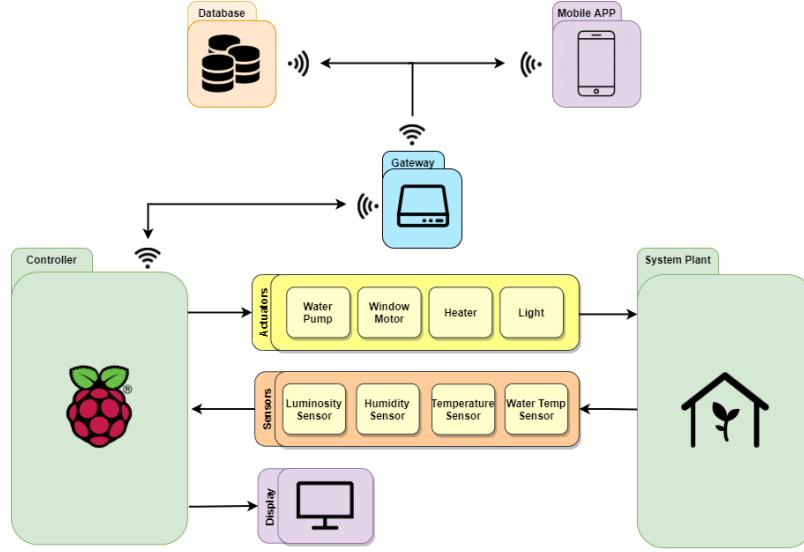 Database
Mobile APP
Gateway
Controller
System Plant
Actuators
Water
Pump
Window
Motor
Heater
Light
Sensors
Luminosity
Sensor
Humidity
Sensor
Temperature
Sensor
Water Temp
Sensor
Display
®